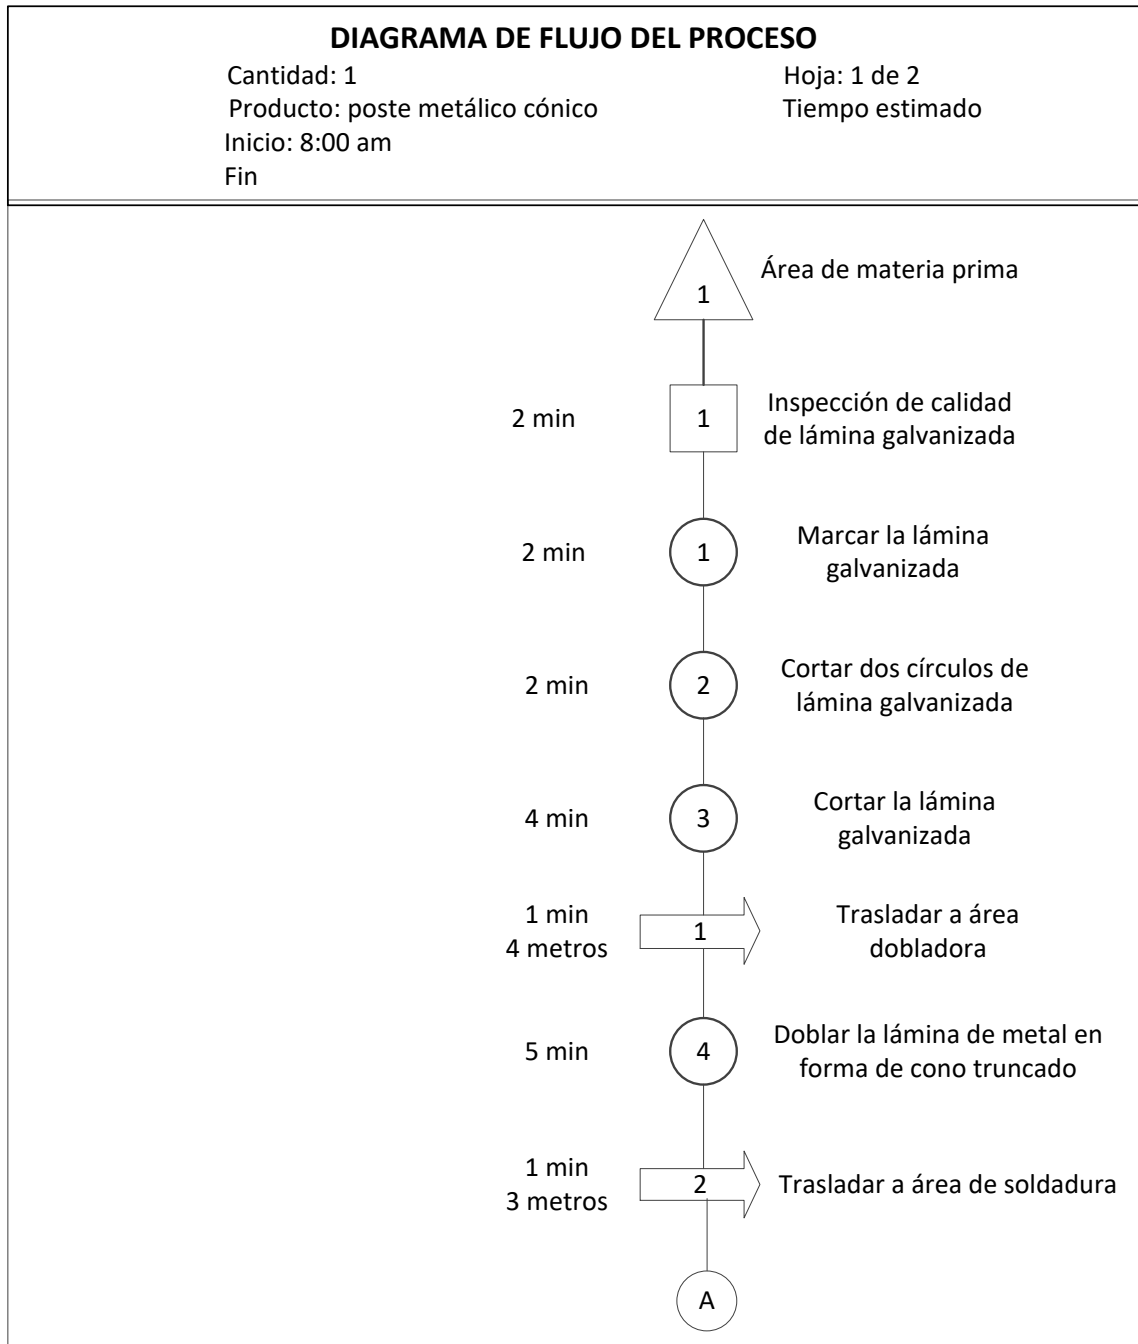 DIAGRAMA DE FLUJO DEL PROCESO
Cantidad: 1
Hoja: 1 de 2
Producto: poste metálico cónico
Tiempo estimado
Inicio: 8:00 am
Fin
1
Área de materia prima
2 min
1
Inspección de calidad
de lámina galvanizada
2 min
1
Marcar la lámina
galvanizada
2 min
2
Cortar dos círculos de
lámina galvanizada
4 min
3
Cortar la lámina
galvanizada
1 min
4 metros
1
Trasladar a área
dobladora
5 min
4
Doblar la lámina de metal en
forma de cono truncado
1 min
3 metros
2
Trasladar a área de soldadura
A